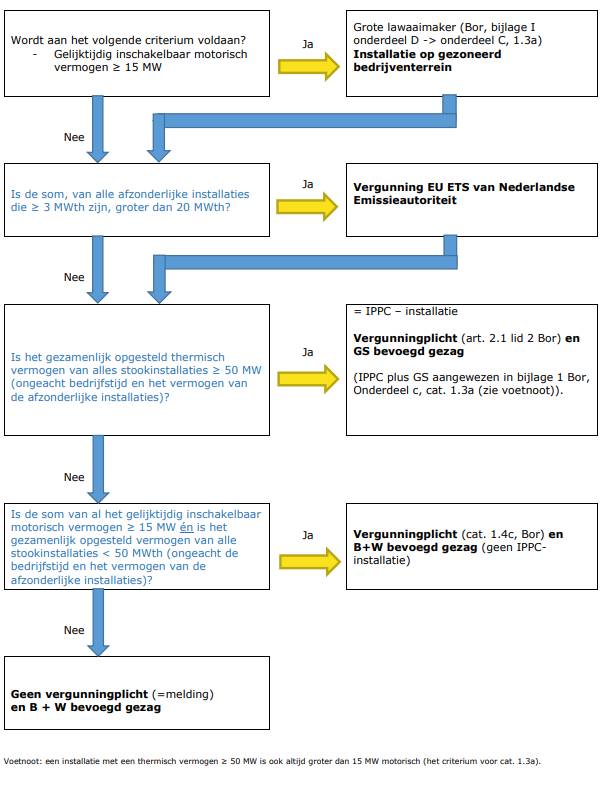 Wordt aan het volgende criterium voldaan?
- Gelijktijdig inschakelbaar motorisch
vermogen ≥ 15 MW
Ja
Grote lawaaimaker (Bor, bijlage I
onderdeel D -> onderdeel C, 1.3a)
Installatie op gezoneerd
bedrijventerrein
Nee
Is de som, van alle afzonderlijke installaties
die ≥ 3 MWth zijn, groter dan 20 MWth?
Ja
Vergunning EU ETS van Nederlandse
Emissieautoriteit
Nee
Is het gezamenlijk opgesteld thermisch
vermogen van alles stookinstallaties ≥ 50 MW
(ongeacht bedrijfstijd en het vermogen van
de afzonderlijke installaties)?
Ja
= IPPC – installatie
Vergunningplicht (art. 2.1 lid 2 Bor) en
GS bevoegd gezag
(IPPC plus GS aangewezen in bijlage 1 Bor,
Onderdeel c, cat. 1.3a (zie voetnoot)).
Nee
Is de som van al het gelijktijdig inschakelbaar
motorisch vermogen ≥ 15 MW én is het
gezamenlijk opgesteld vermogen van alle
stookinstallaties < 50 MWth (ongeacht de
bedrijfstijd en het vermogen van de
afzonderlijke installaties)?
Ja
Vergunningplicht (cat. 1.4c, Bor) en
B+W bevoegd gezag (geen IPPC-
installatie)
Nee
Geen vergunningplicht (=melding)
en B + W bevoegd gezag
Voetnoot: een installatie met een thermisch vermogen ≥ 50 MW is ook altijd groter dan 15 MW motorisch (het criterium voor cat. 1.3a).